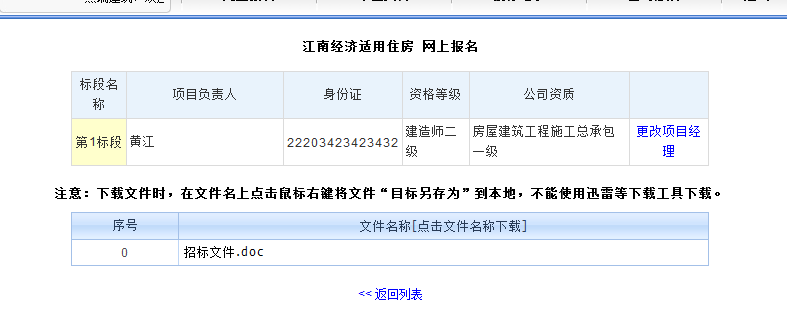 江南经济适用住房 网上报名
标段名称 项目负责人 身份证 资格等级 公司资质
第1标段 黄江 22203423423432 建造师二级 房屋建筑工程施工总承包一级 更改项目经理
注意：下载文件时，在文件名上点击鼠标右键将文件“目标另存为”到本地，不能使用迅雷等下载工具下载。
序号 文件名称[点击文件名称下载]
0 招标文件.doc
<< 返回列表